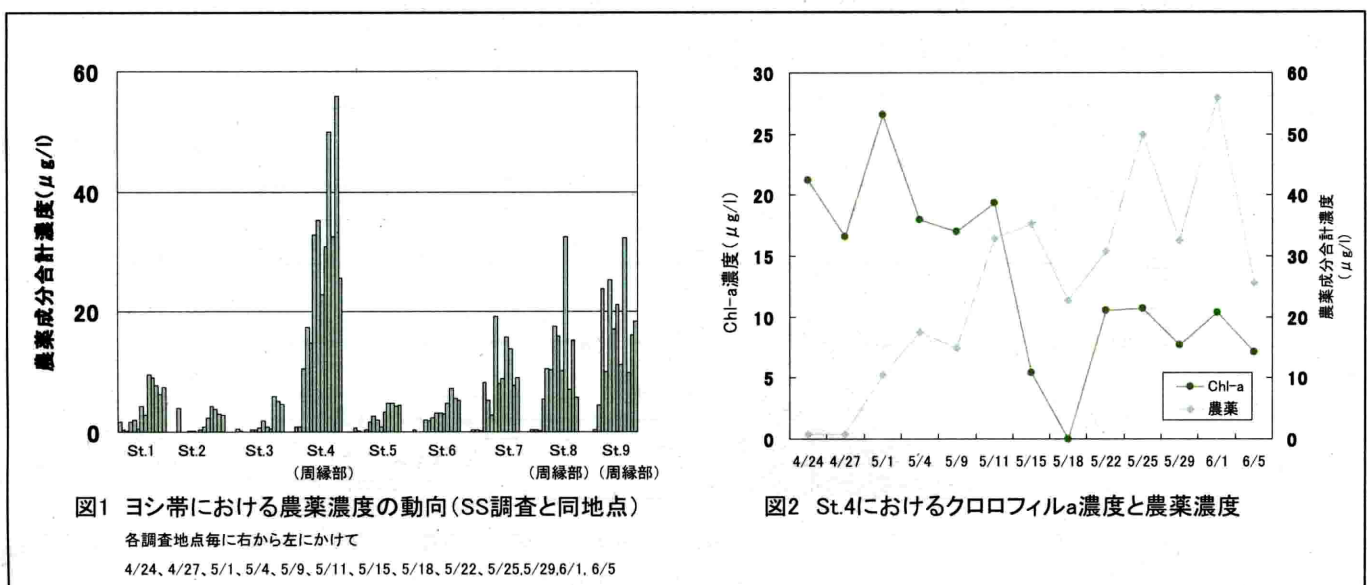 60
40
20
0
農薬成分合計濃度(μg/l)
St.1
St.2
St.3
St.4
(周縁部)
St.5
St.6
St.7
St.8
(周縁部)
St.9
(周縁部)
図1 ヨシ帯における農薬濃度の動向(SS調査と同地点)
各調査地点毎に右から左にかけて
4/24、4/27、5/1、5/4、5/9、5/11、5/15、5/18、5/22、5/25,5/29,6/1, 6/5
30
25
20
15
10
5
0
Chl-a濃度(μg/l)
60
50
40
30
20
10
0
農薬成分合計濃度
(μg/l)
Chl-a
農薬
4/24 4/27 5/1 5/4 5/9 5/11 5/15 5/18 5/22 5/25 5/29 6/1 6/5
図2 St.4におけるクロロフィルa濃度と農薬濃度